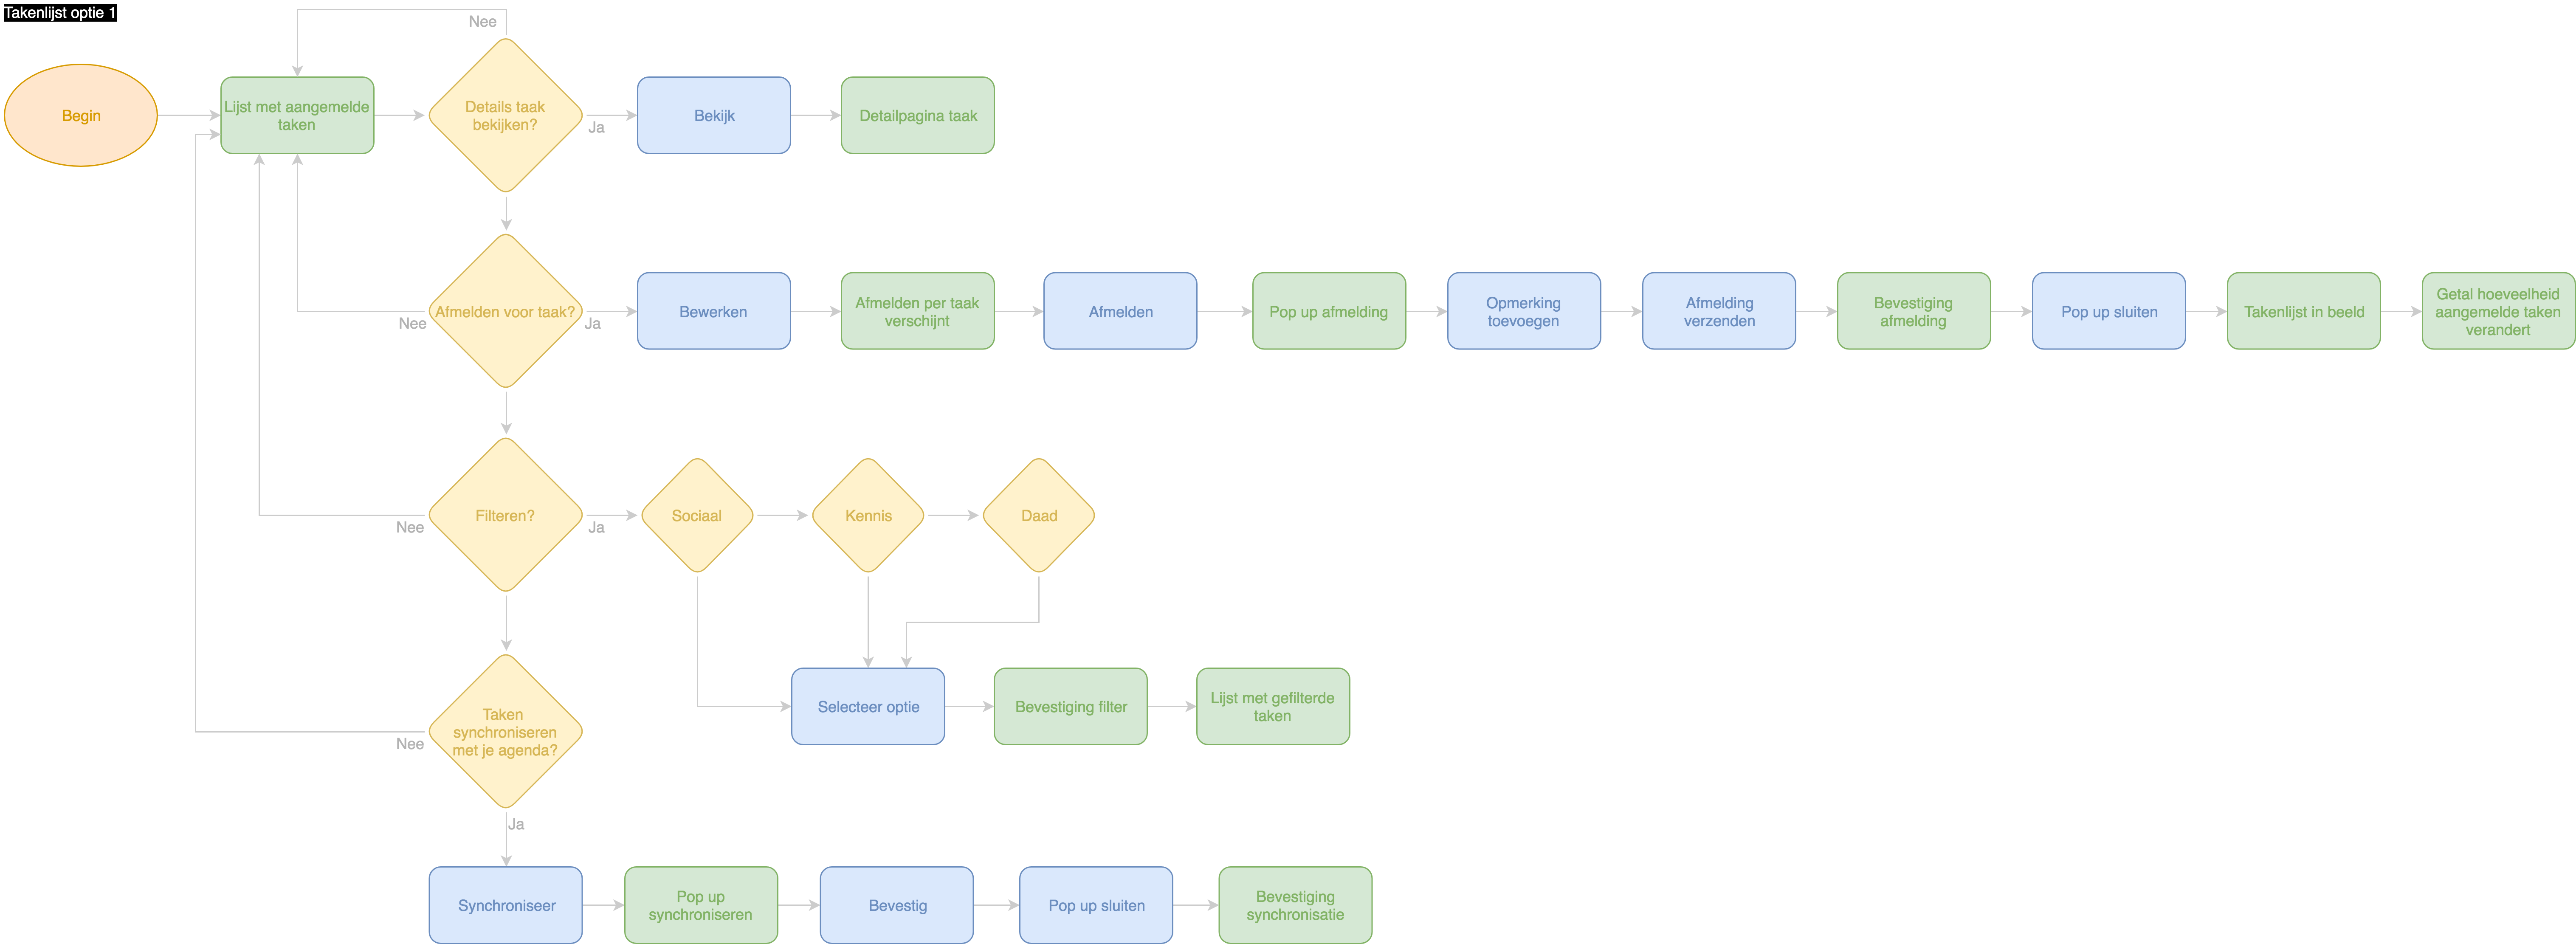 Takenlijst optie 1
Nee
Begin
Lijst met aangemelde
taken
Details taak
bekijken?
Ja
Bekijk
Detailpagina taak
Afmelden voor taak?
Nee
Ja
Bewerken
Afmelden per taak
verschijnt
Afmelden
Pop up afmelding
Opmerking
toevoegen
Afmelding
verzenden
Bevestiging
afmelding
Pop up sluiten
Takenlijst in beeld
Getal hoeveelheid
aangemelde taken
verandert
Filteren?
Nee
Ja
Sociaal
Kennis
Daad
Selecteer optie
Bevestiging filter
Lijst met gefilterde
taken
Taken
synchroniseren
met je agenda?
Nee
Ja
Synchroniseer
Pop up
synchroniseren
Bevestig
Pop up sluiten
Bevestiging
synchronisatie